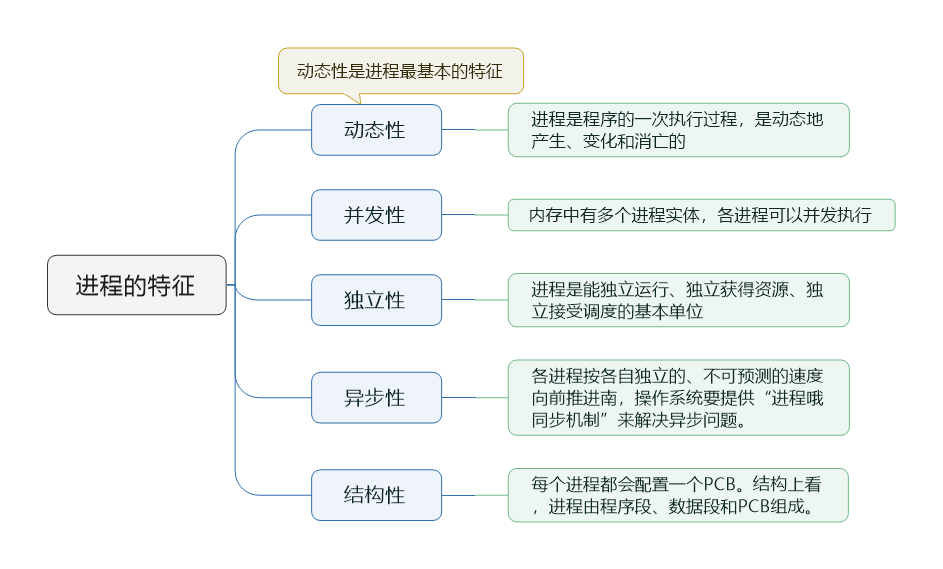 动态性是进程最基本的特征
动态性
进程是程序的一次执行过程，是动态地
产生、变化和消亡的
并发性
内存中有多个进程实体，各进程可以并发执行
进程的特征
独立性
进程是能独立运行、独立获得资源、独
立接受调度的基本单位
异步性
各进程按各自独立的、不可预测的速度
向前推进南，操作系统要提供“进程哦
同步机制”来解决异步问题。
结构性
每个进程都会配置一个PCB。结构上看
，进程由程序段、数据段和PCB组成。